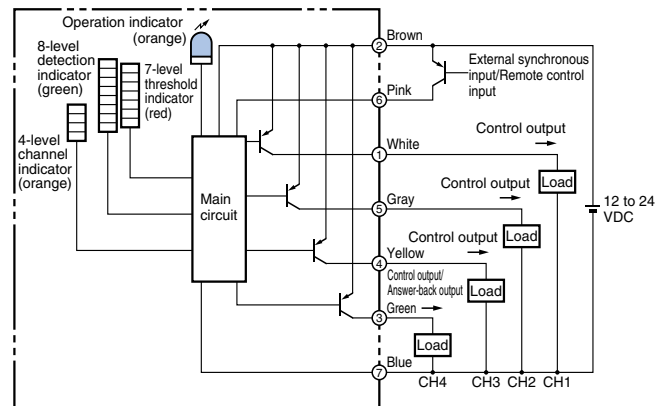 Operation indicator
(orange)
8-level
detection
indicator
(green)
7-level
threshold
indicator
(red)
4-level
channel
indicator
(orange)
Main
circuit
2
Brown
External synchronous
input/Remote control
input
6
Pink
Control output
1
White
Load
Control output
5
Gray
Load
12 to 24
VDC
Control output
4
Yellow
Load
Control output/
Answer-back output
3
Green
Load
7
Blue
CH4
CH3
CH2
CH1